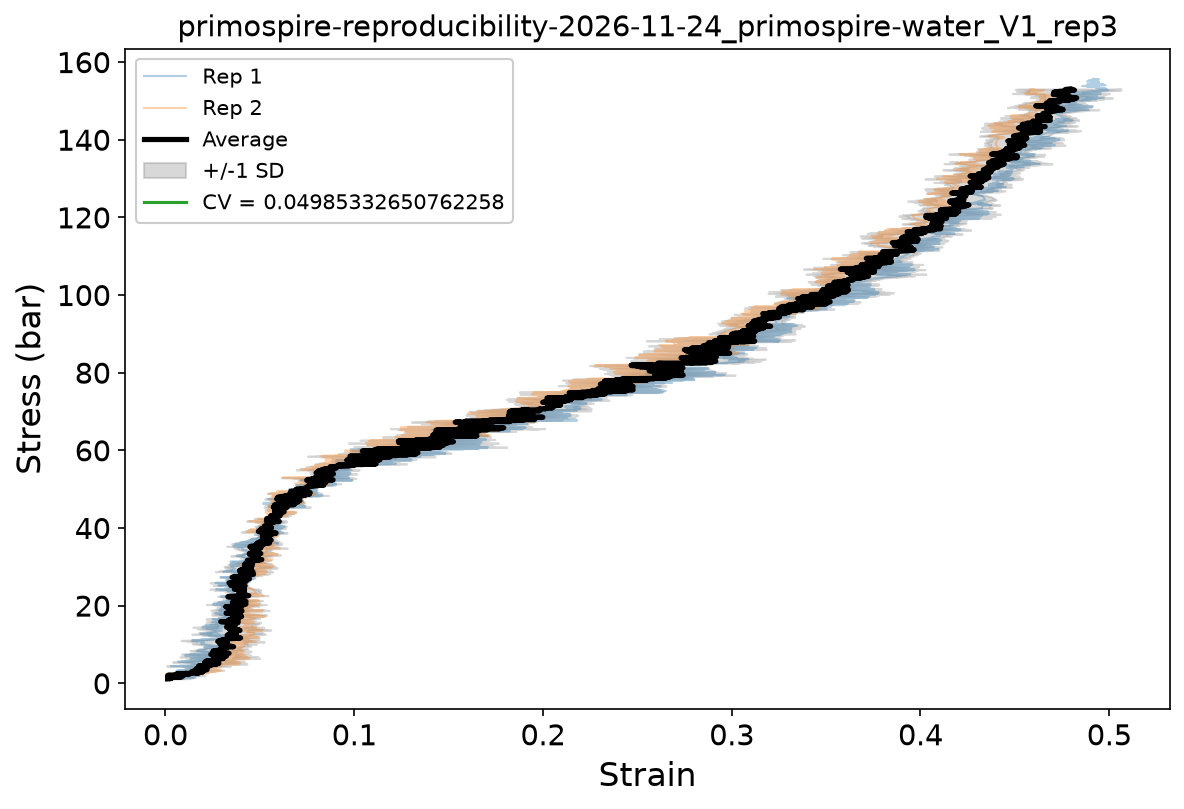 primospire-reproducibility-2026-11-24_primospire-water_V1_rep3
Rep 1
Rep 2
Average
+/-1 SD
CV = 0.04985332650762258
Stress (bar)
160
140
120
100
80
60
40
20
0
0.0 0.1 0.2 0.3 0.4 0.5
Strain